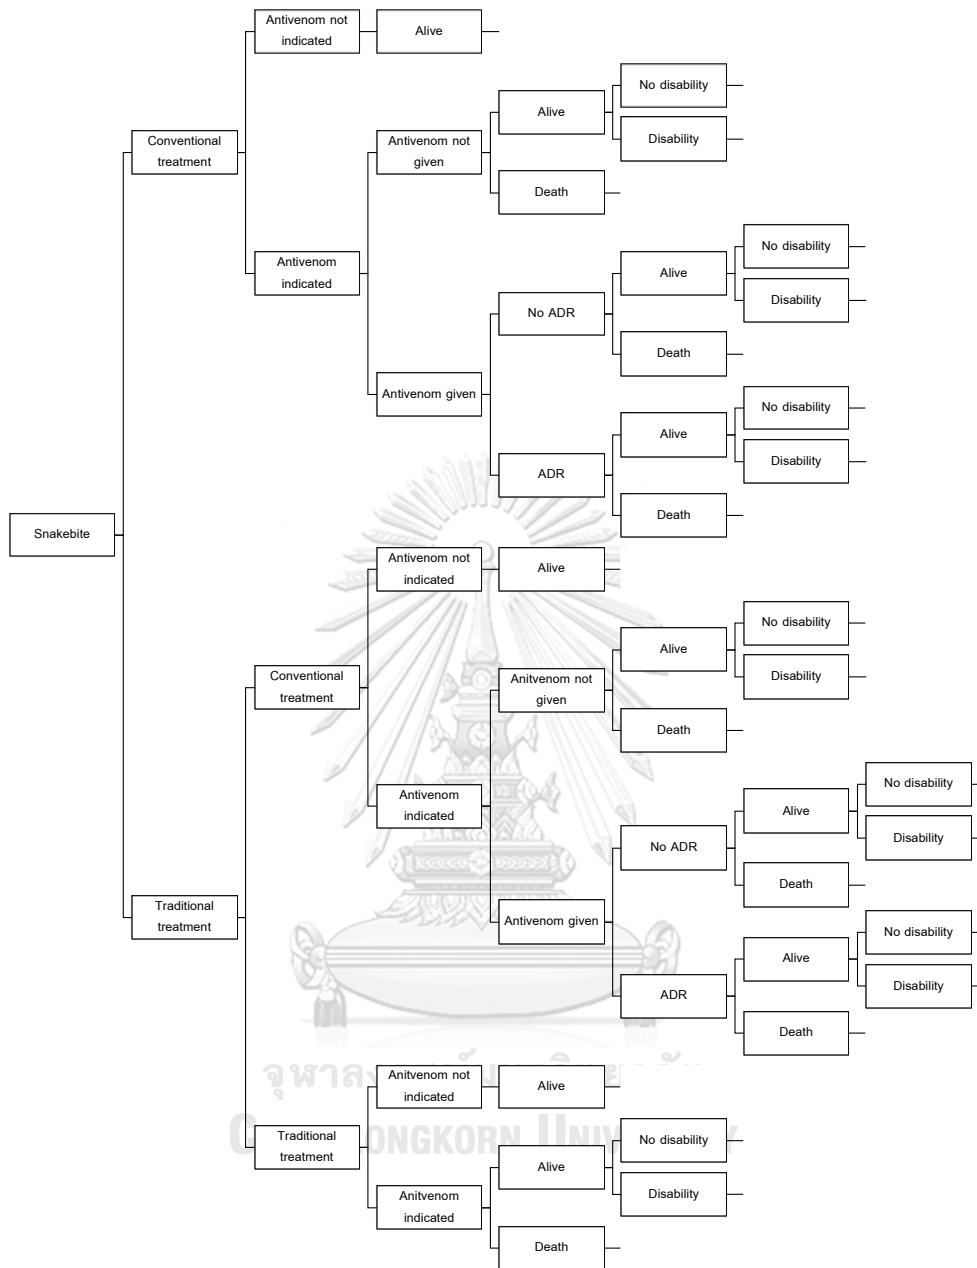 Antivenom not
indicated
Alive
No disability
Alive
Conventional
treatment
Antivenom not
given
Disability
Death
No disability
Antivenom
indicated
Alive
Disability
No ADR
Death
Antivenom given
No disability
Alive
Disability
ADR
Death
Snakebite
Antivenom not
indicated
Alive
No disability
Alive
Conventional
treatment
Anitvenom not
given
Disability
Death
No disability
Antivenom
indicated
Alive
Disability
No ADR
Death
Traditional
treatment
Antivenom given
No disability
Alive
Disability
ADR
Death
Anitvenom not
indicated
Alive
Traditional
treatment
No disability
Alive
Disability
Anitvenom
indicated
Death